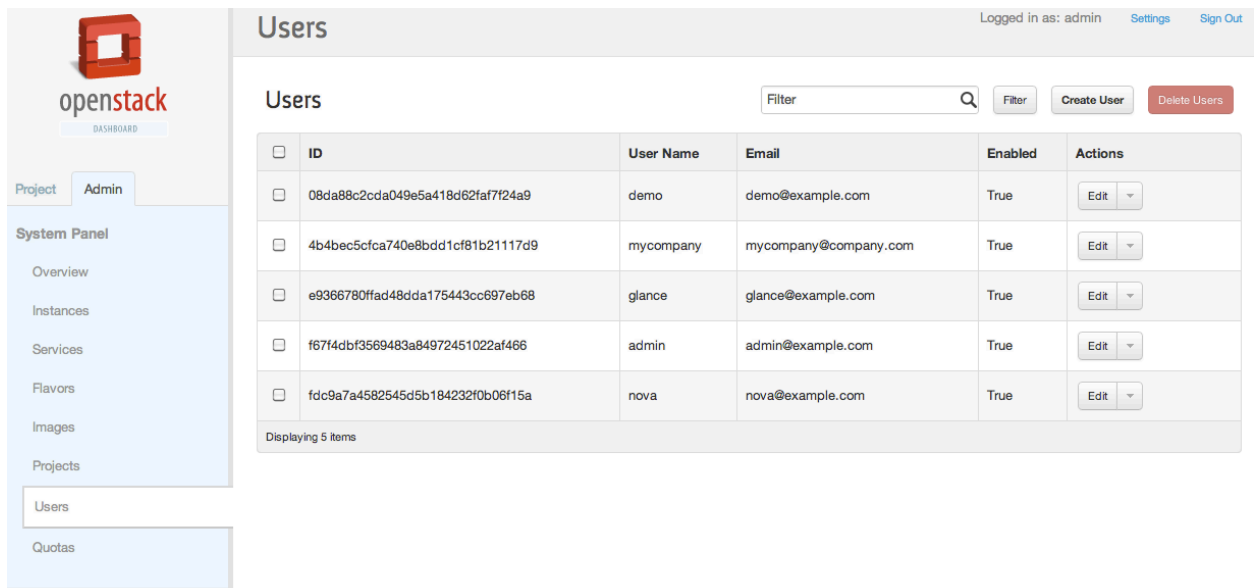 openstack
DASHBOARD
Project Admin
System Panel
Overview
Instances
Services
Flavors
Images
Projects
Users
Quotas
Users
Logged in as: admin Settings Sign Out
Users
Filter Filter Create User Delete Users
ID User Name Email Enabled Actions
08da88c2cda049e5a418d62faf7f24a9 demo demo@example.com True Edit
4b4bec5cfca740e8bdd1cf81b21117d9 mycompany mycompany@company.com True Edit
e9366780ffad48dda175443cc697eb68 glance glance@example.com True Edit
f67f4dbf3569483a84972451022af466 admin admin@example.com True Edit
fdc9a7a4582545d5b184232f0b06f15a nova nova@example.com True Edit
Displaying 5 items